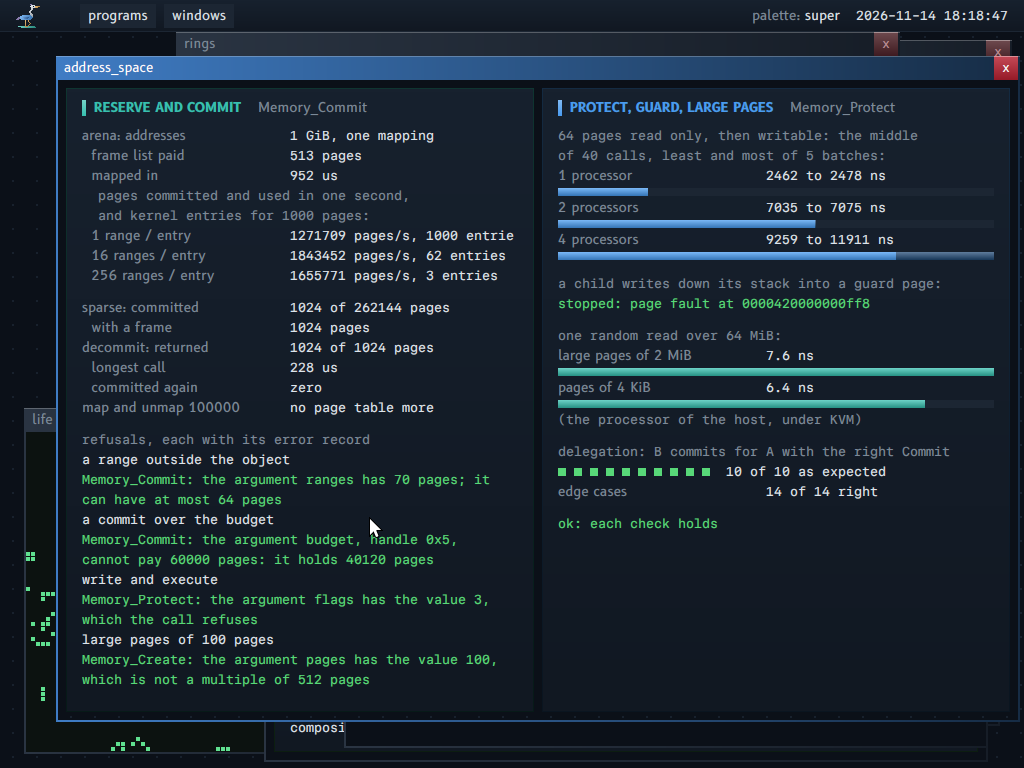 programs windows palette: super 2026-11-14 18:18:47
rings x
x
address_space x
RESERVE AND COMMIT Memory_Commit
arena: addresses 1 GiB, one mapping
frame list paid 513 pages
mapped in 952 us
pages committed and used in one second,
and kernel entries for 1000 pages:
1 range / entry 1271709 pages/s, 1000 entrie
16 ranges / entry 1843452 pages/s, 62 entries
256 ranges / entry 1655771 pages/s, 3 entries
sparse: committed 1024 of 262144 pages
with a frame 1024 pages
decommit: returned 1024 of 1024 pages
longest call 228 us
committed again zero
map and unmap 100000 no page table more
refusals, each with its error record
a range outside the object
Memory_Commit: the argument ranges has 70 pages; it
can have at most 64 pages
a commit over the budget
Memory_Commit: the argument budget, handle 0x5,
cannot pay 60000 pages: it holds 40120 pages
write and execute
Memory_Protect: the argument flags has the value 3,
which the call refuses
large pages of 100 pages
Memory_Create: the argument pages has the value 100,
which is not a multiple of 512 pages
PROTECT, GUARD, LARGE PAGES Memory_Protect
64 pages read only, then writable: the middle
of 40 calls, least and most of 5 batches:
1 processor 2462 to 2478 ns
2 processors 7035 to 7075 ns
4 processors 9259 to 11911 ns
a child writes down its stack into a guard page:
stopped: page fault at 0000420000000ff8
one random read over 64 MiB:
large pages of 2 MiB 7.6 ns
pages of 4 KiB 6.4 ns
(the processor of the host, under KVM)
delegation: B commits for A with the right Commit
10 of 10 as expected
edge cases 14 of 14 right
ok: each check holds
life
composi